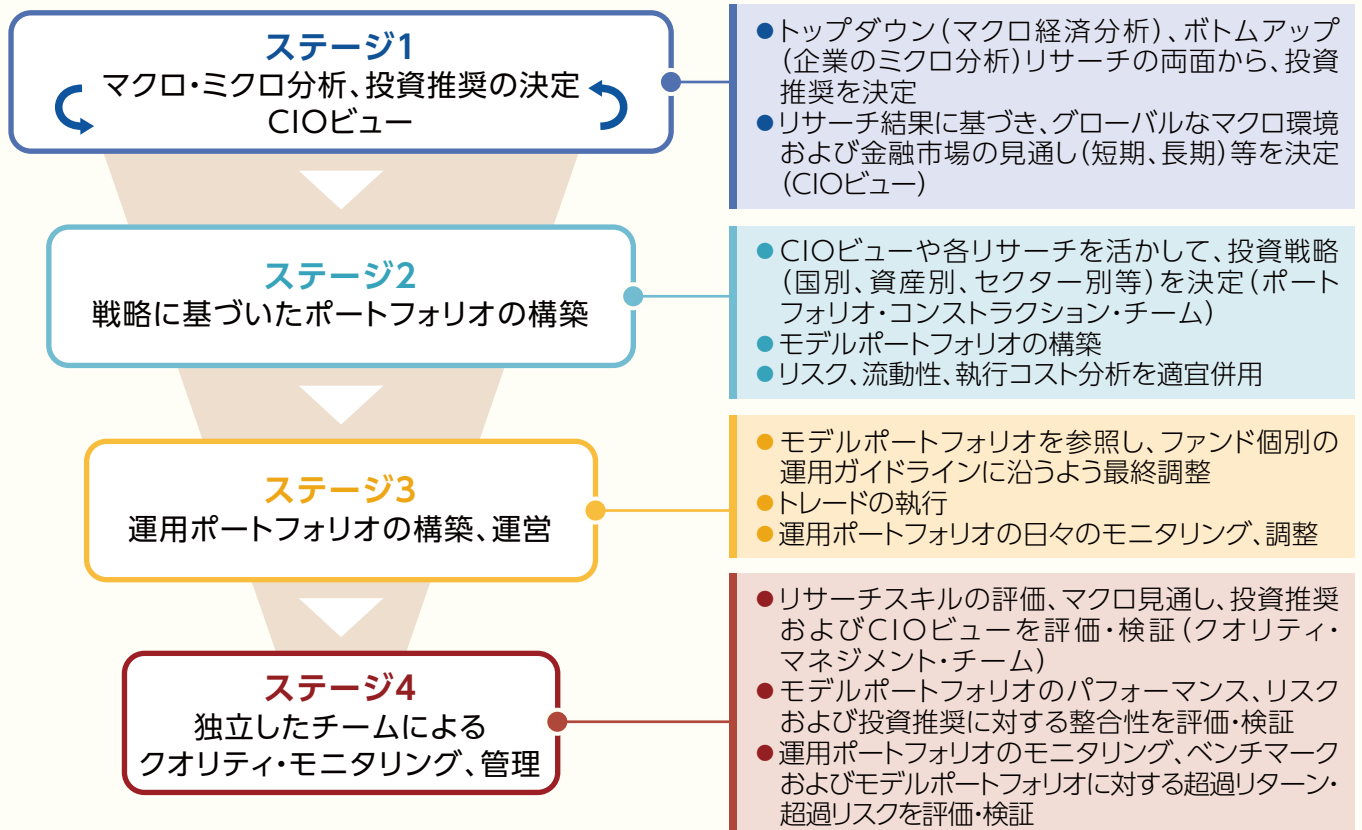 ステージ1
マクロ・ミクロ分析、投資推奨の決定
CIOビュー
●トップダウン(マクロ経済分析)、ボトムアップ
(企業のミクロ分析)リサーチの両面から、投資
推奨を決定
●リサーチ結果に基づき、グローバルなマクロ環境
および金融市場の見通し(短期、長期)等を決定
(CIOビュー)
ステージ2
戦略に基づいたポートフォリオの構築
●CIOビューや各リサーチを活かして、投資戦略
(国別、資産別、セクター別等)を決定(ポート
フォリオ・コンストラクション・チーム)
●モデルポートフォリオの構築
●リスク、流動性、執行コスト分析を適宜併用
ステージ3
運用ポートフォリオの構築、運営
●モデルポートフォリオを参照し、ファンド個別の
運用ガイドラインに沿うよう最終調整
●トレードの執行
●運用ポートフォリオの日々のモニタリング、調整
ステージ4
独立したチームによる
クオリティ・モニタリング、管理
●リサーチスキルの評価、マクロ見通し、投資推奨
およびCIOビューを評価・検証(クオリティ・
マネジメント・チーム)
●モデルポートフォリオのパフォーマンス、リスク
および投資推奨に対する整合性を評価・検証
●運用ポートフォリオのモニタリング、ベンチマーク
およびモデルポートフォリオに対する超過リターン・
超過リスクを評価・検証